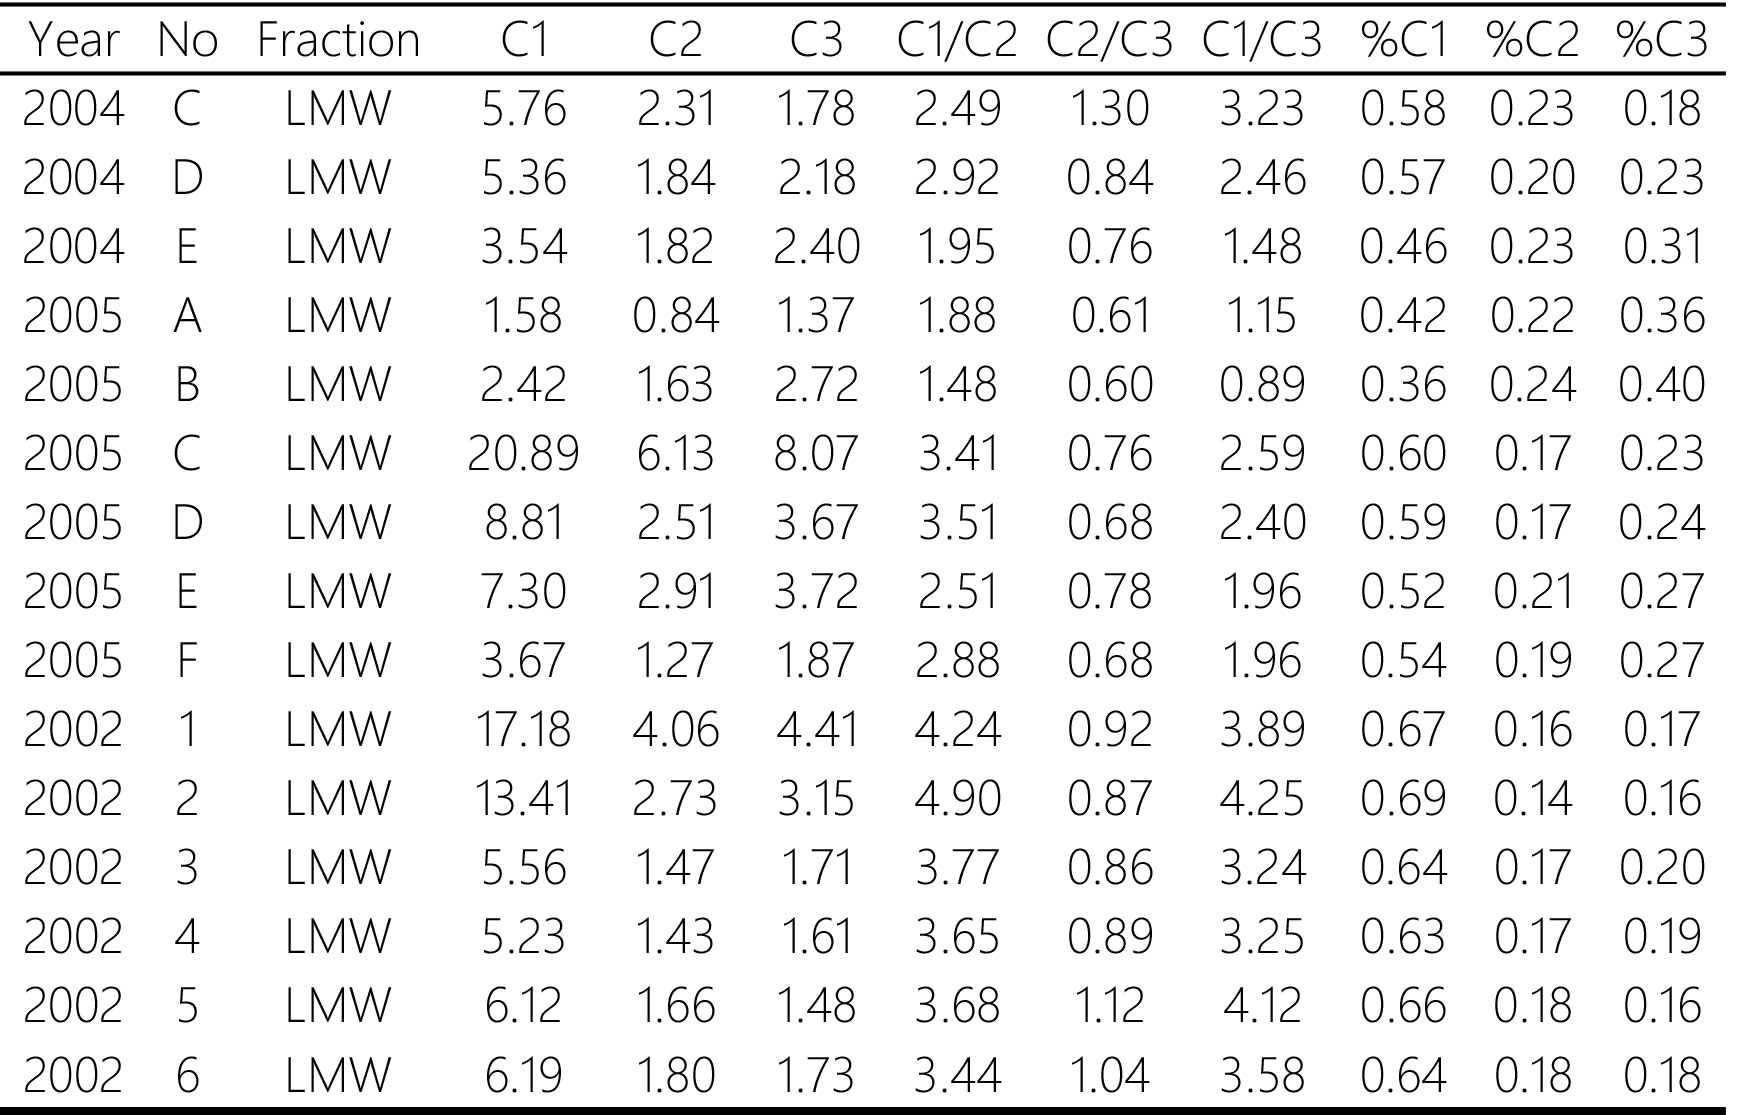 Year No Fraction C1 C2 C3 C1/C2 C2/C3 C1/C3 %C1 %C2 %C3
2004 C LMW 5.76 2.31 1.78 2.49 1.30 3.23 0.58 0.23 0.18
2004 D LMW 5.36 1.84 2.18 2.92 0.84 2.46 0.57 0.20 0.23
2004 E LMW 3.54 1.82 2.40 1.95 0.76 1.48 0.46 0.23 0.31
2005 A LMW 1.58 0.84 1.37 1.88 0.61 1.15 0.42 0.22 0.36
2005 B LMW 2.42 1.63 2.72 1.48 0.60 0.89 0.36 0.24 0.40
2005 C LMW 20.89 6.13 8.07 3.41 0.76 2.59 0.60 0.17 0.23
2005 D LMW 8.81 2.51 3.67 3.51 0.68 2.40 0.59 0.17 0.24
2005 E LMW 7.30 2.91 3.72 2.51 0.78 1.96 0.52 0.21 0.27
2005 F LMW 3.67 1.27 1.87 2.88 0.68 1.96 0.54 0.19 0.27
2002 1 LMW 17.18 4.06 4.41 4.24 0.92 3.89 0.67 0.16 0.17
2002 2 LMW 13.41 2.73 3.15 4.90 0.87 4.25 0.69 0.14 0.16
2002 3 LMW 5.56 1.47 1.71 3.77 0.86 3.24 0.64 0.17 0.20
2002 4 LMW 5.23 1.43 1.61 3.65 0.89 3.25 0.63 0.17 0.19
2002 5 LMW 6.12 1.66 1.48 3.68 1.12 4.12 0.66 0.18 0.16
2002 6 LMW 6.19 1.80 1.73 3.44 1.04 3.58 0.64 0.18 0.18